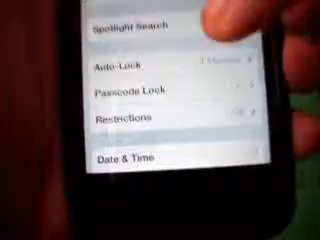 Spotlight Search
Auto-Lock
Passcode Lock
Restrictions
Date & Time